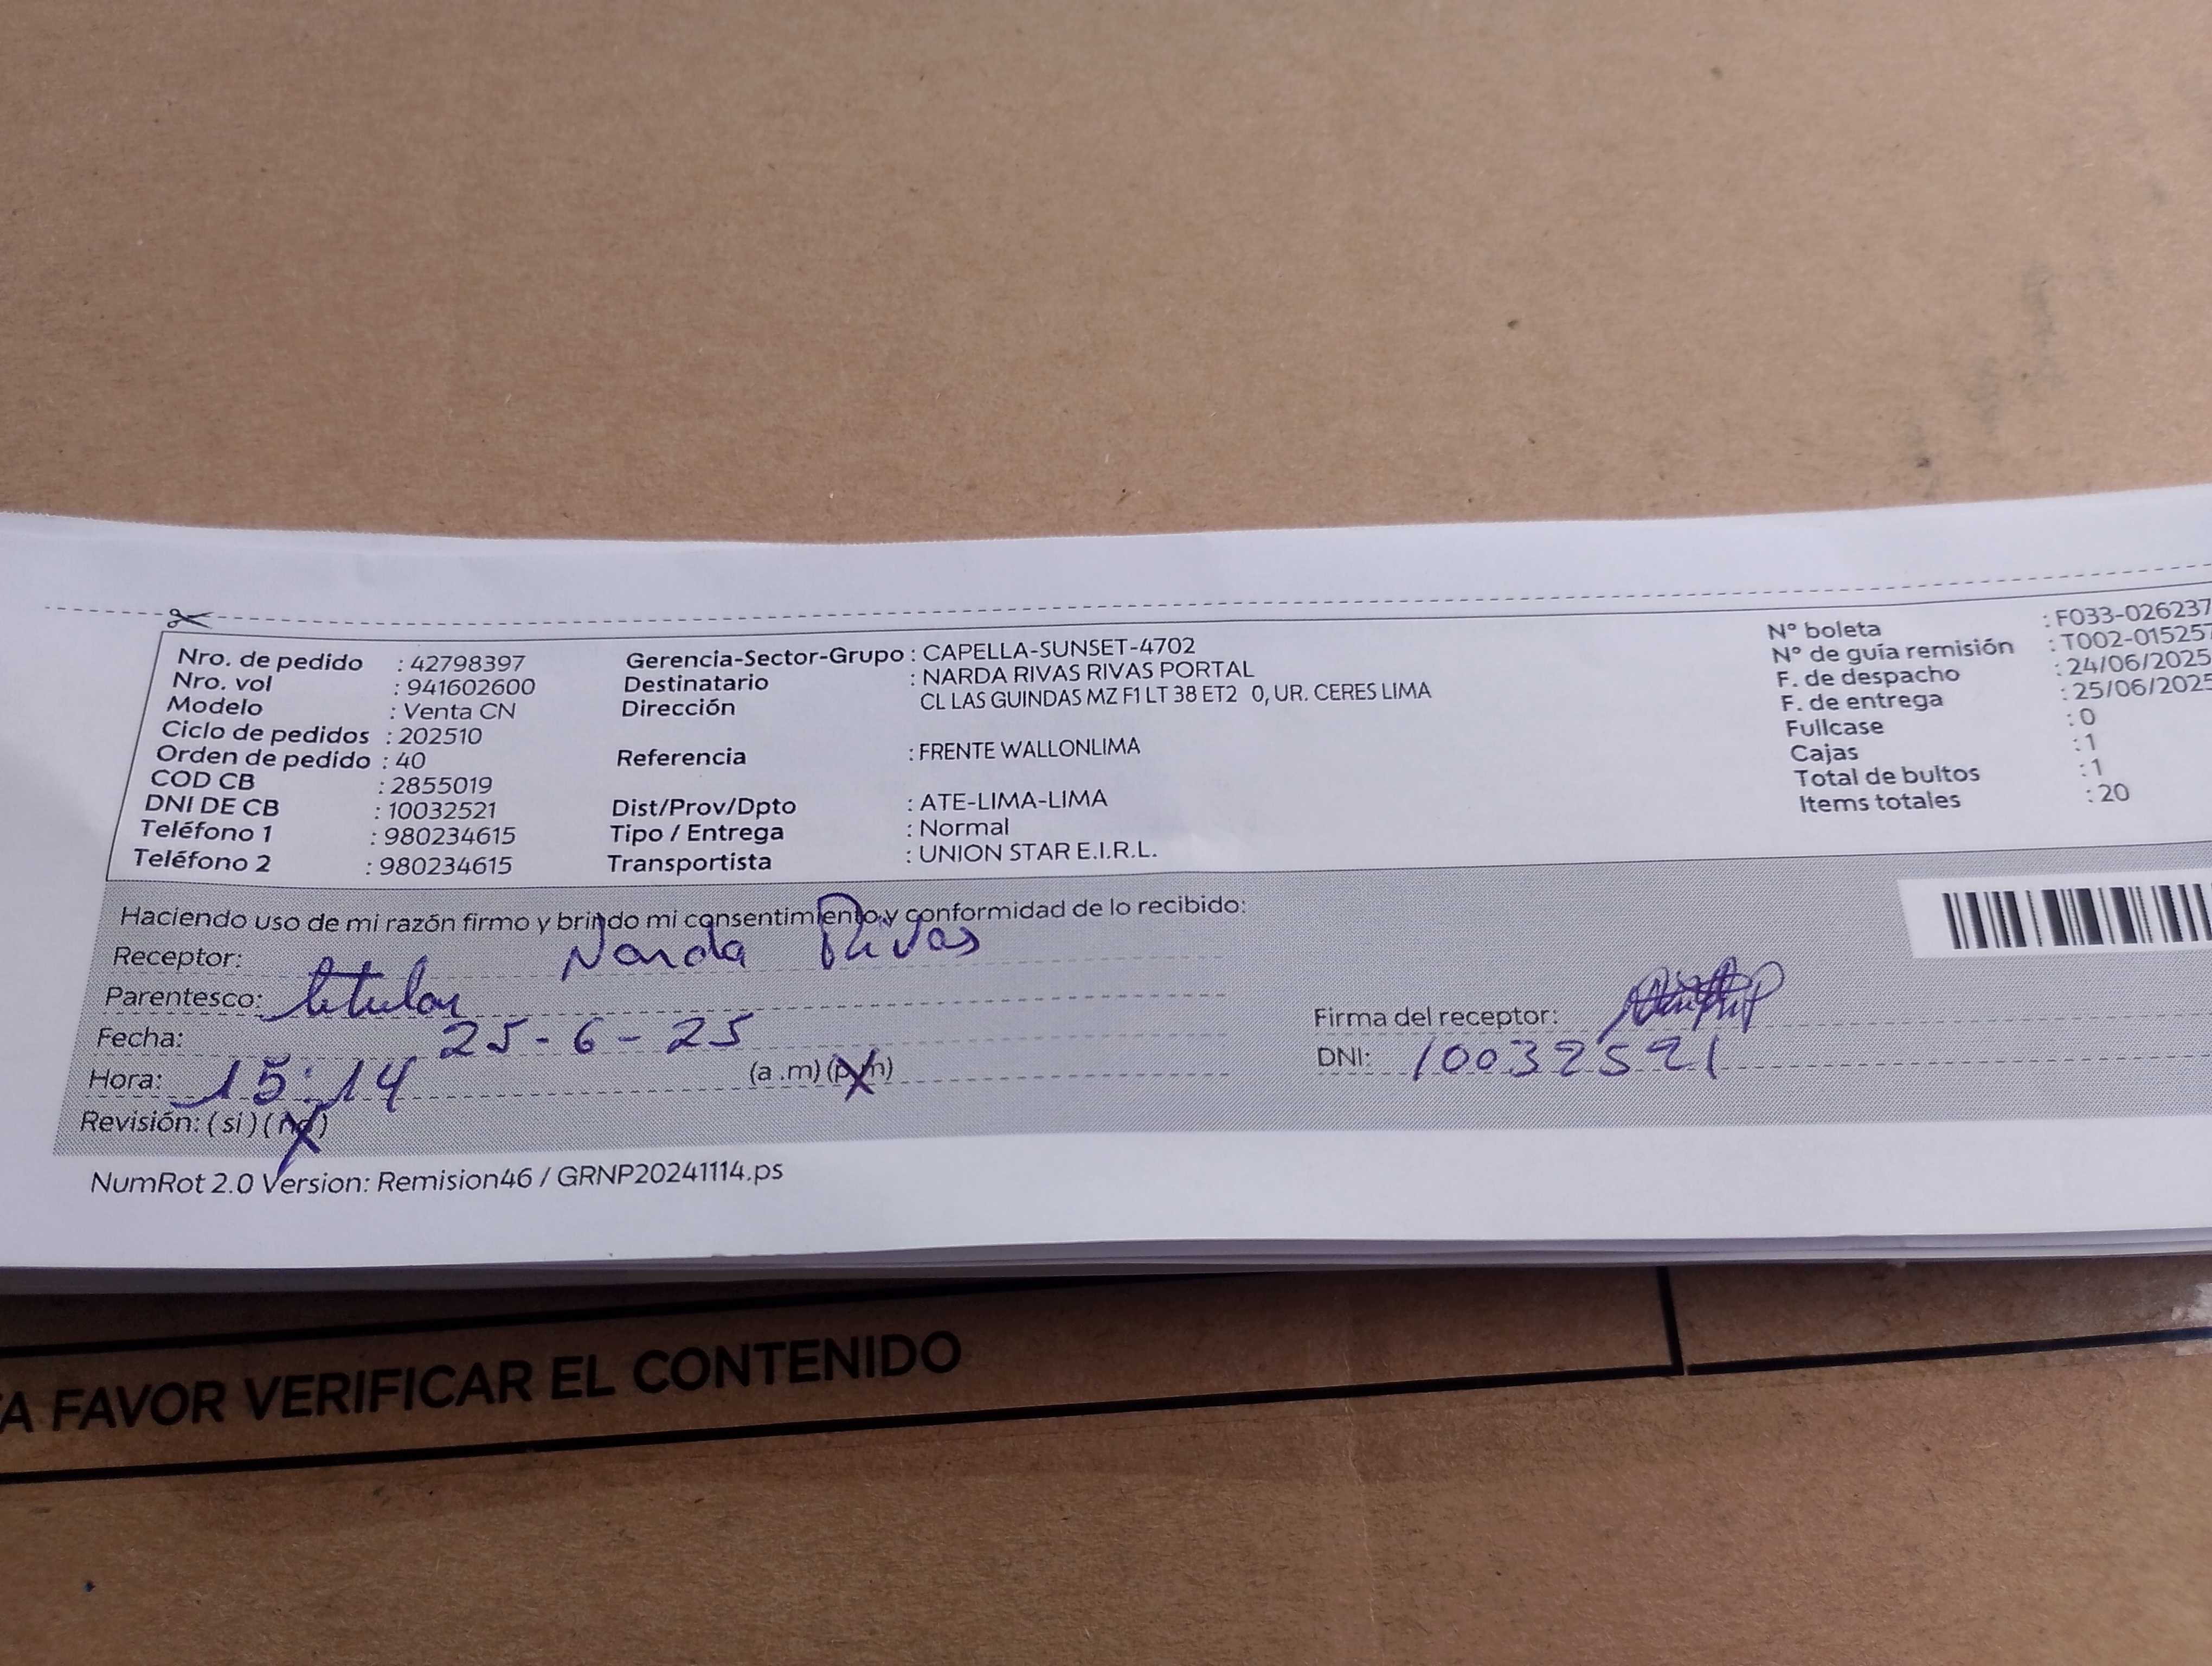 Nro. de pedido : 42798397
Nro. vol : 941602600
Modelo : Venta CN
Ciclo de pedidos : 202510
Orden de pedido : 40
COD CB : 2855019
DNI DE CB : 10032521
Teléfono 1 : 980234615
Teléfono 2 : 980234615
Gerencia-Sector-Grupo : CAPELLA-SUNSET-4702
Destinatario : NARDA RIVAS RIVAS PORTAL
Dirección CL LAS GUINDAS MZ F1 LT 38 ET2 0, UR. CERES LIMA
Referencia : FRENTE WALLONLIMA
Dist/Prov/Dpto : ATE-LIMA-LIMA
Tipo / Entrega : Normal
Transportista : UNION STAR E.I.R.L.
N° boleta : F033-026237
N° de guía remisión : T002-015257
F. de despacho : 24/06/2025
F. de entrega : 25/06/2025
Fullcase : 0
Cajas : 1
Total de bultos : 1
Items totales : 20
Haciendo uso de mi razón firmo y brindo mi consentimiento y conformidad de lo recibido:
Receptor: Narda Rivas
Parentesco: titular
Fecha: 25-6-25
Hora: 15:14 (a .m) (p.m)
Revisión: ( si ) ( no )
Firma del receptor:
DNI: 10032521
NumRot 2.0 Version: Remision46 / GRNP20241114.ps
A FAVOR VERIFICAR EL CONTENIDO